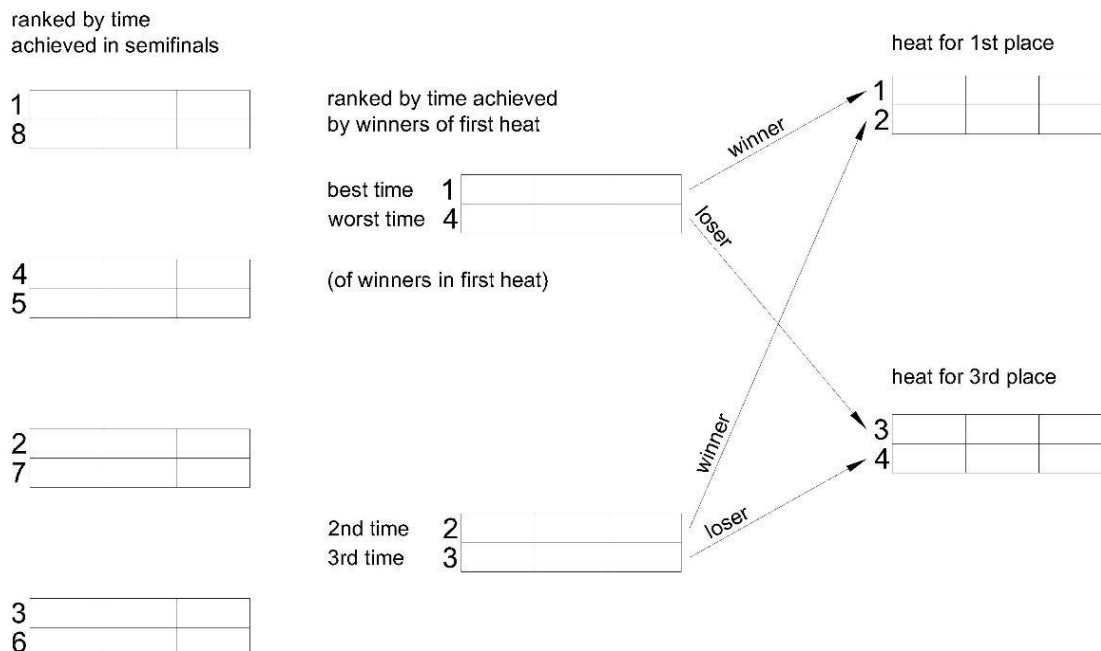 ranked by time
achieved in semifinals
1
8
4
5
2
7
3
6
ranked by time achieved
by winners of first heat
best time 1
worst time 4
(of winners in first heat)
2nd time 2
3rd time 3
winner
loser
winner
loser
heat for 1st place
1
2
heat for 3rd place
3
4